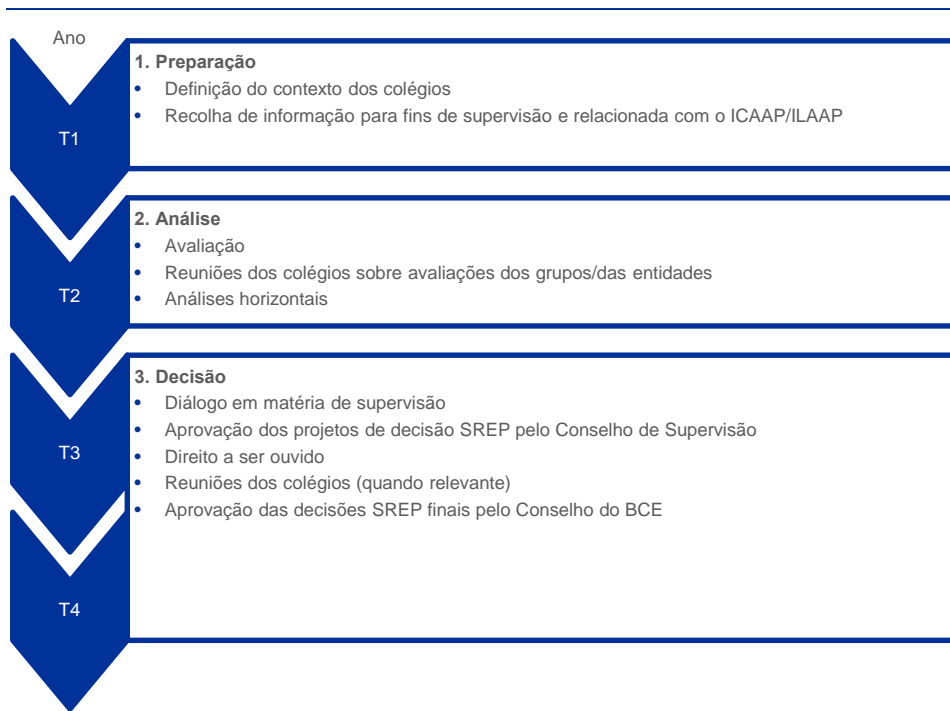 Ano
1. Preparação
• Definição do contexto dos colégios
• Recolha de informação para fins de supervisão e relacionada com o ICAAP/ILAAP
T1
2. Análise
• Avaliação
• Reuniões dos colégios sobre avaliações dos grupos/das entidades
• Análises horizontais
T2
3. Decisão
• Diálogo em matéria de supervisão
• Aprovação dos projetos de decisão SREP pelo Conselho de Supervisão
• Direito a ser ouvido
• Reuniões dos colégios (quando relevante)
• Aprovação das decisões SREP finais pelo Conselho do BCE
T3
T4